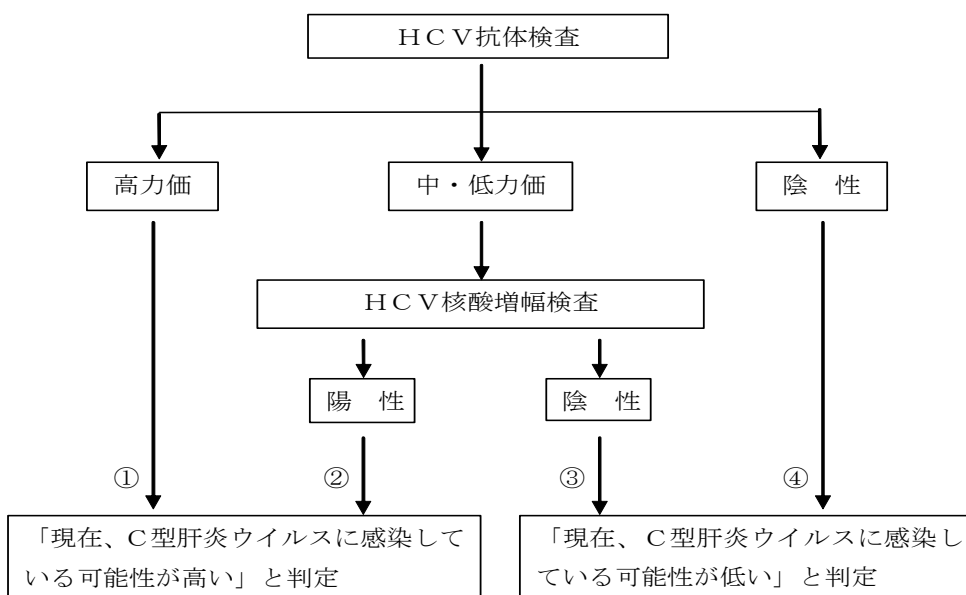 HCV抗体検査
高力価
中・低力価
陰 性
HCV核酸増幅検査
陽 性
陰 性
①
②
③
④
「現在、C型肝炎ウイルスに感染して
いる可能性が高い」と判定
「現在、C型肝炎ウイルスに感染し
ている可能性が低い」と判定